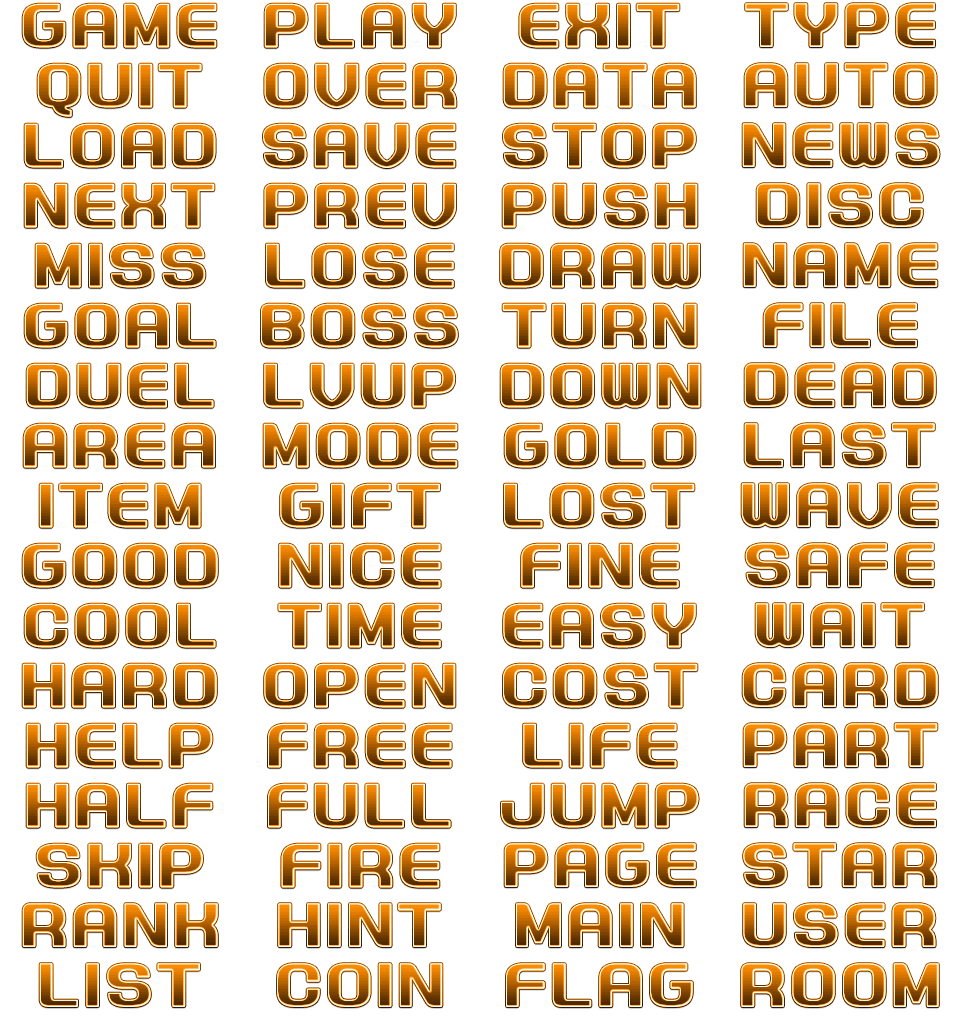 GAME PLAY EXIT TYPE
QUIT OVER DATA AUTO
LOAD SAVE STOP NEWS
NEXT PREV PUSH DISC
MISS LOSE DRAW NAME
GOAL BOSS TURN FILE
DUEL LVUP DOWN DEAD
AREA MODE GOLD LAST
ITEM GIFT LOST WAVE
GOOD NICE FINE SAFE
COOL TIME EASY WAIT
HARD OPEN COST CARD
HELP FREE LIFE PART
HALF FULL JUMP RACE
SKIP FIRE PAGE STAR
RANK HINT MAIN USER
LIST COIN FLAG ROOM